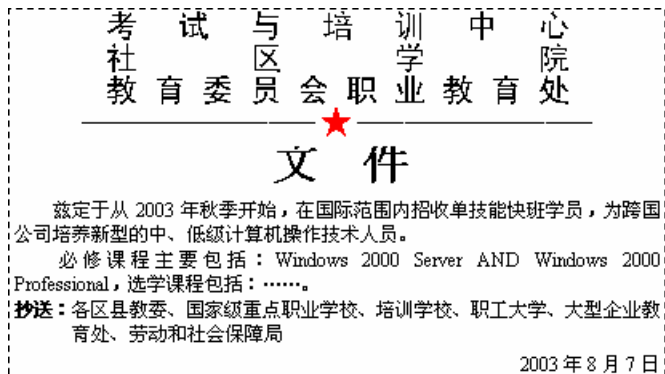 考试与培训中心
社区学院
教育委员会职业教育处
文件
兹定于从 2003 年秋季开始，在国际范围内招收单技能快班学员，为跨国
公司培养新型的中、低级计算机操作技术人员。
必修课程主要包括：Windows 2000 Server AND Windows 2000
Professional，选学课程包括：……。
抄送：各区县教委、国家级重点职业学校、培训学校、职工大学、大型企业教
育处、劳动和社会保障局
2003 年 8 月 7 日